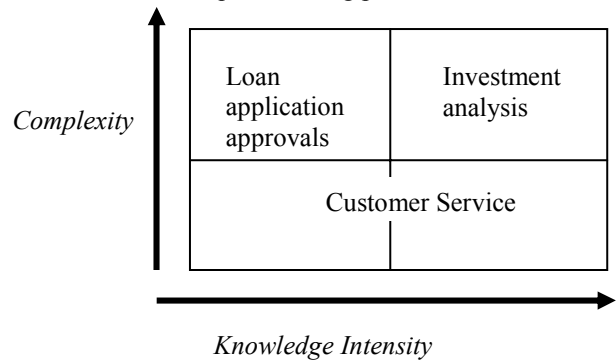 Loan
application
approvals
Investment
analysis
Complexity
Customer Service
Knowledge Intensity